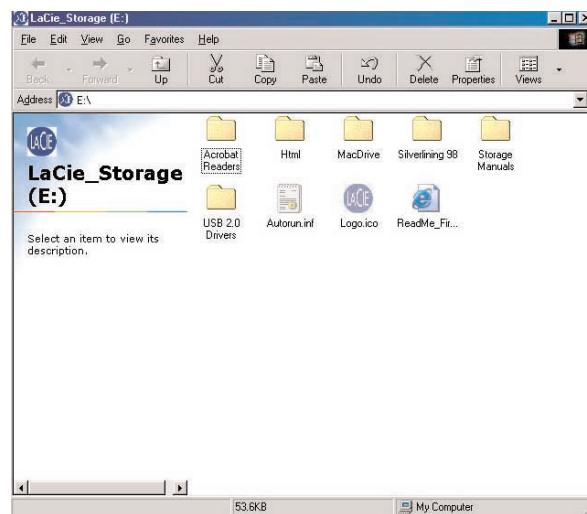 LaCie_Storage (E:)
File Edit View Go Favorites Help
Back Forward Up Cut Copy Paste Undo Delete Properties Views
Address E:\
LACIE
LaCie_Storage
(E:)
Select an item to view its
description.
Acrobat
Readers
Html
MacDrive
Silverlining 98
Storage
Manuals
USB 2.0
Drivers
Autorun.inf
LACIE
Logo.ico
ReadMe_Fir...
53.6KB
My Computer